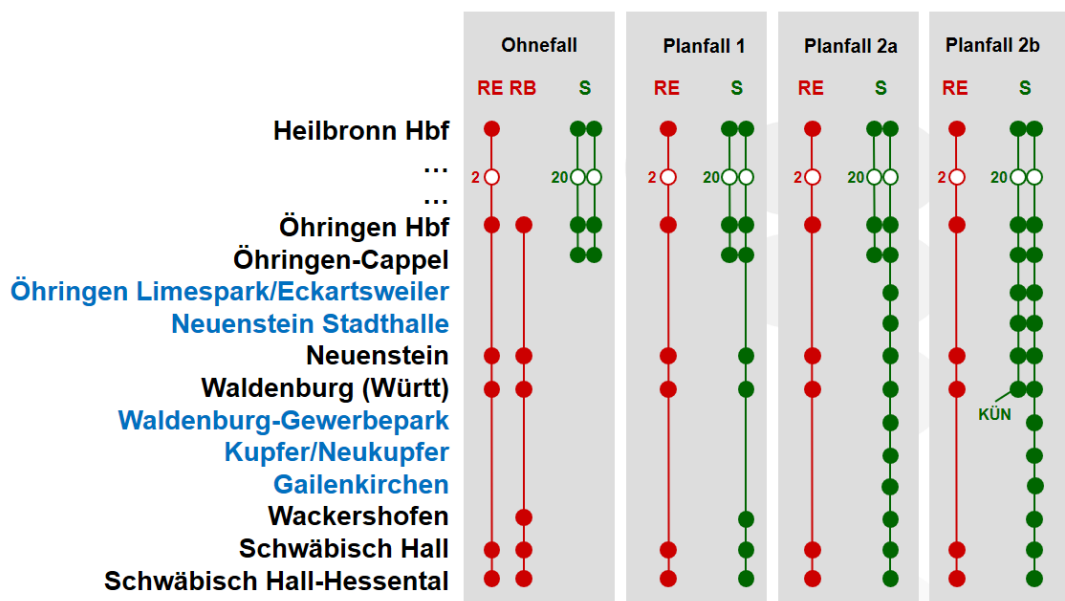 Ohnefall Planfall 1 Planfall 2a Planfall 2b
RE RB S RE S RE S RE S
Heilbronn Hbf
... 2 20 2 20 2 20 2 20
...
Öhringen Hbf
Öhringen-Cappel
Öhringen Limespark/Eckartsweiler
Neuenstein Stadthalle
Neuenstein
Waldenburg (Württ)
Waldenburg-Gewerbepark KÜN
Kupfer/Neukupfer
Gailenkirchen
Wackershofen
Schwäbisch Hall
Schwäbisch Hall-Hessental